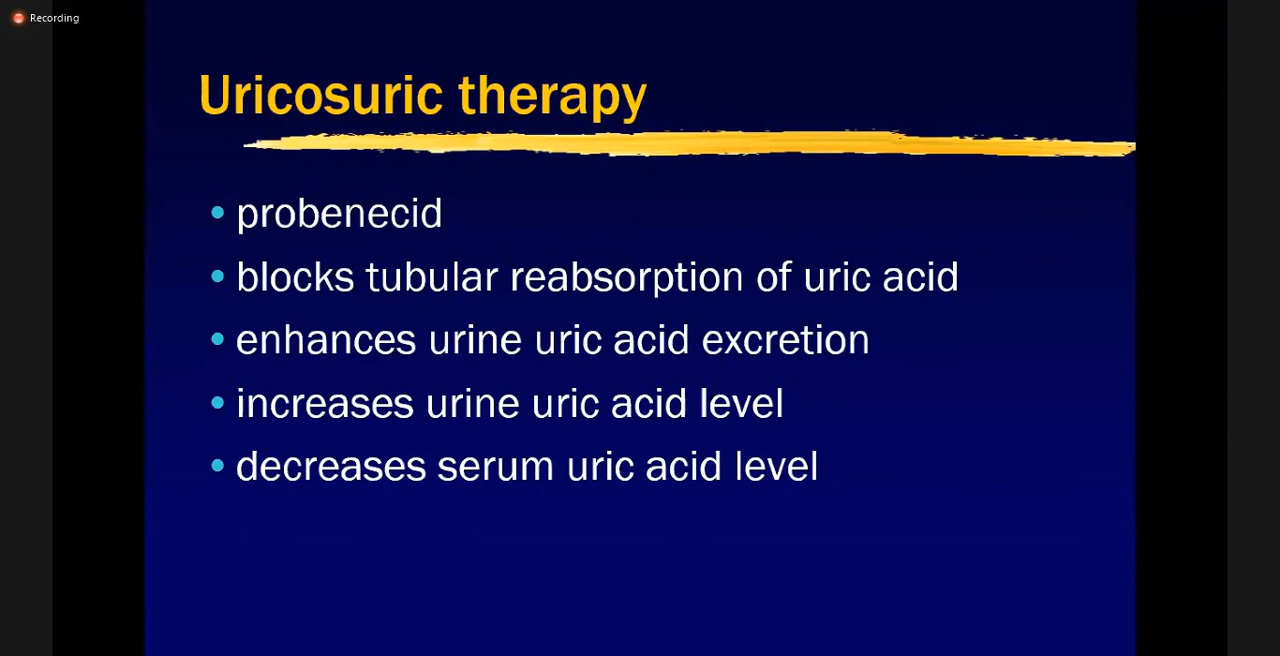 Recording
Uricosuric therapy
• probenecid
• blocks tubular reabsorption of uric acid
• enhances urine uric acid excretion
• increases urine uric acid level
• decreases serum uric acid level